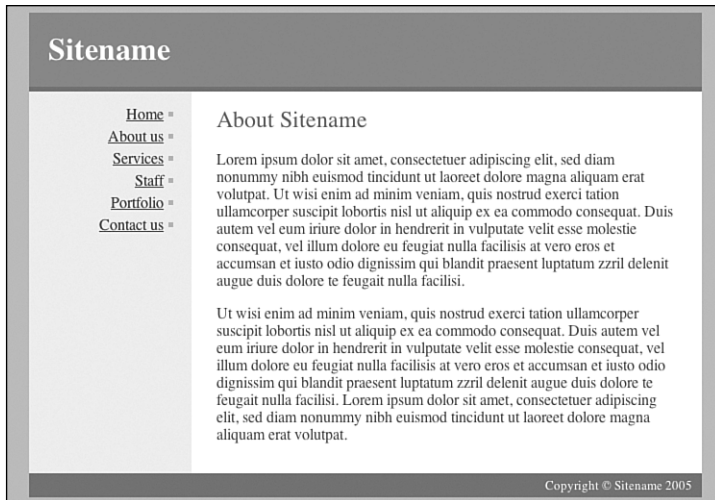 Sitename
Home
About us
Services
Staff
Portfolio
Contact us
About Sitename
Lorem ipsum dolor sit amet, consectetuer adipiscing elit, sed diam
nonummy nibh euismod tincidunt ut laoreet dolore magna aliquam erat
volutpat. Ut wisi enim ad minim veniam, quis nostrud exerci tation
ullamcorper suscipit lobortis nisl ut aliquip ex ea commodo consequat. Duis
autem vel eum iriure dolor in hendrerit in vulputate velit esse molestie
consequat, vel illum dolore eu feugiat nulla facilisis at vero eros et
accumsan et iusto odio dignissim qui blandit praesent luptatum zzril delenit
augue duis dolore te feugait nulla facilisi.
Ut wisi enim ad minim veniam, quis nostrud exerci tation ullamcorper
suscipit lobortis nisl ut aliquip ex ea commodo consequat. Duis autem vel
eum iriure dolor in hendrerit in vulputate velit esse molestie consequat, vel
illum dolore eu feugiat nulla facilisis at vero eros et accumsan et iusto odio
dignissim qui blandit praesent luptatum zzril delenit augue duis dolore te
feugait nulla facilisi. Lorem ipsum dolor sit amet, consectetuer adipiscing
elit, sed diam nonummy nibh euismod tincidunt ut laoreet dolore magna
aliquam erat volutpat.
Copyright © Sitename 2005